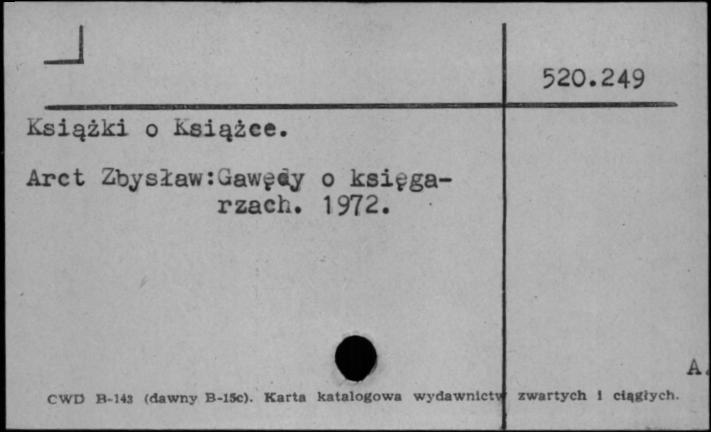 520.249
Książki o Książce.
Arct Zbysław:Gawędy o księga-
rzach. 1972.
A.
CWD B-143 (dawny B-15c). Karta katalogowa wydawnictw zwartych i ciągłych.